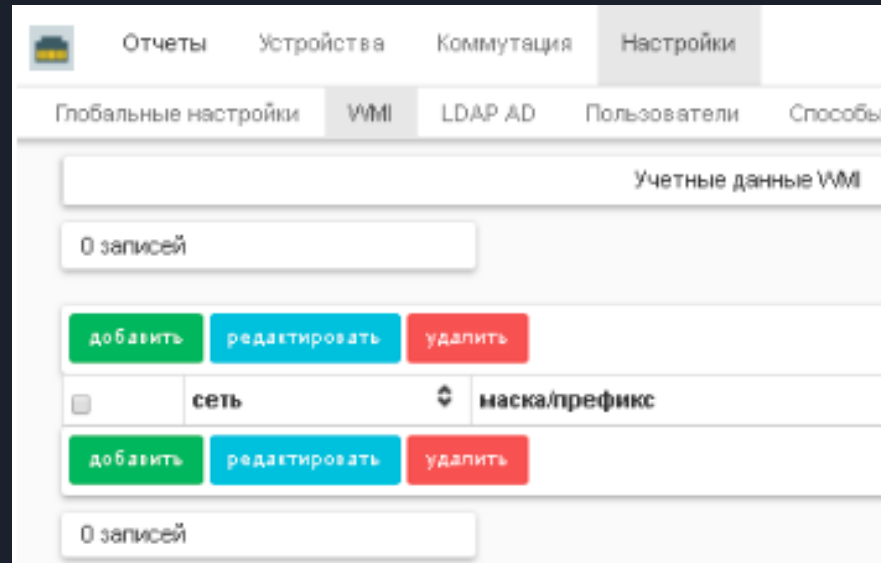 Отчеты Устройства Коммутация Настройки
Глобальные настройки WMI LDAP AD Пользователи Способы
Учетные данные WMI
0 записей
добавить редактировать удалить
сеть маска/префикс
добавить редактировать удалить
0 записей